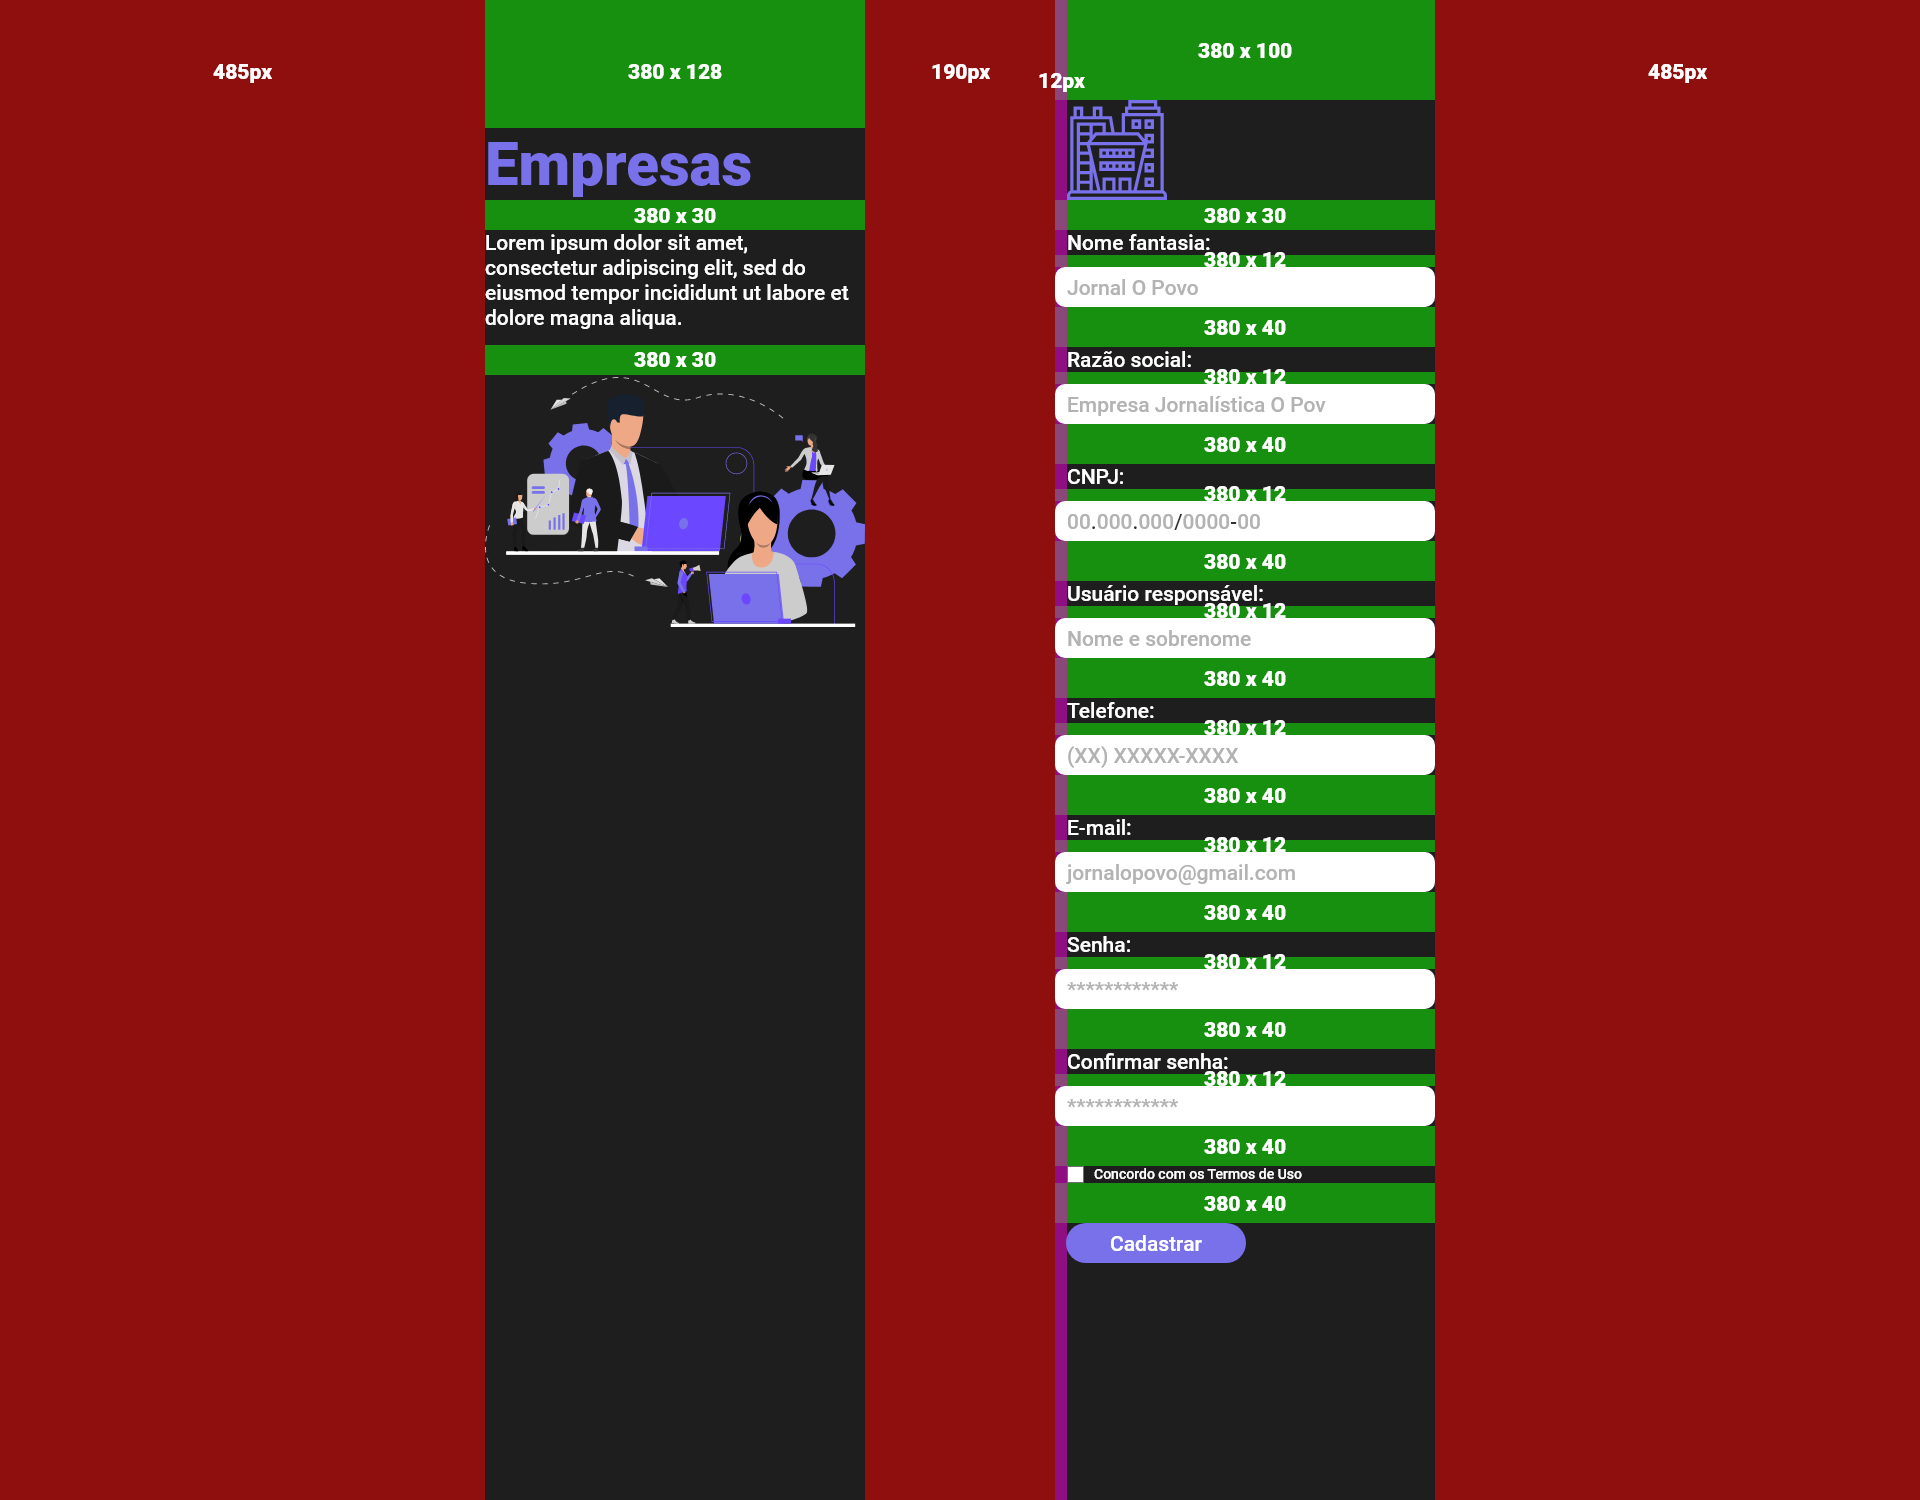 485px
380 x 128
190px
12px
380 x 100
485px
Empresas
380 x 30
Lorem ipsum dolor sit amet,
consectetur adipiscing elit, sed do
eiusmod tempor incididunt ut labore et
dolore magna aliqua.
380 x 30
380 x 30
Nome fantasia:
380 x 12
Jornal O Povo
380 x 40
Razão social:
380 x 12
Empresa Jornalística O Pov
380 x 40
CNPJ:
380 x 12
00.000.000/0000-00
380 x 40
Usuário responsável:
380 x 12
Nome e sobrenome
380 x 40
Telefone:
380 x 12
(XX) XXXXX-XXXX
380 x 40
E-mail:
380 x 12
jornalopovo@gmail.com
380 x 40
Senha:
380 x 12
************
380 x 40
Confirmar senha:
380 x 12
************
380 x 40
Concordo com os Termos de Uso
380 x 40
Cadastrar